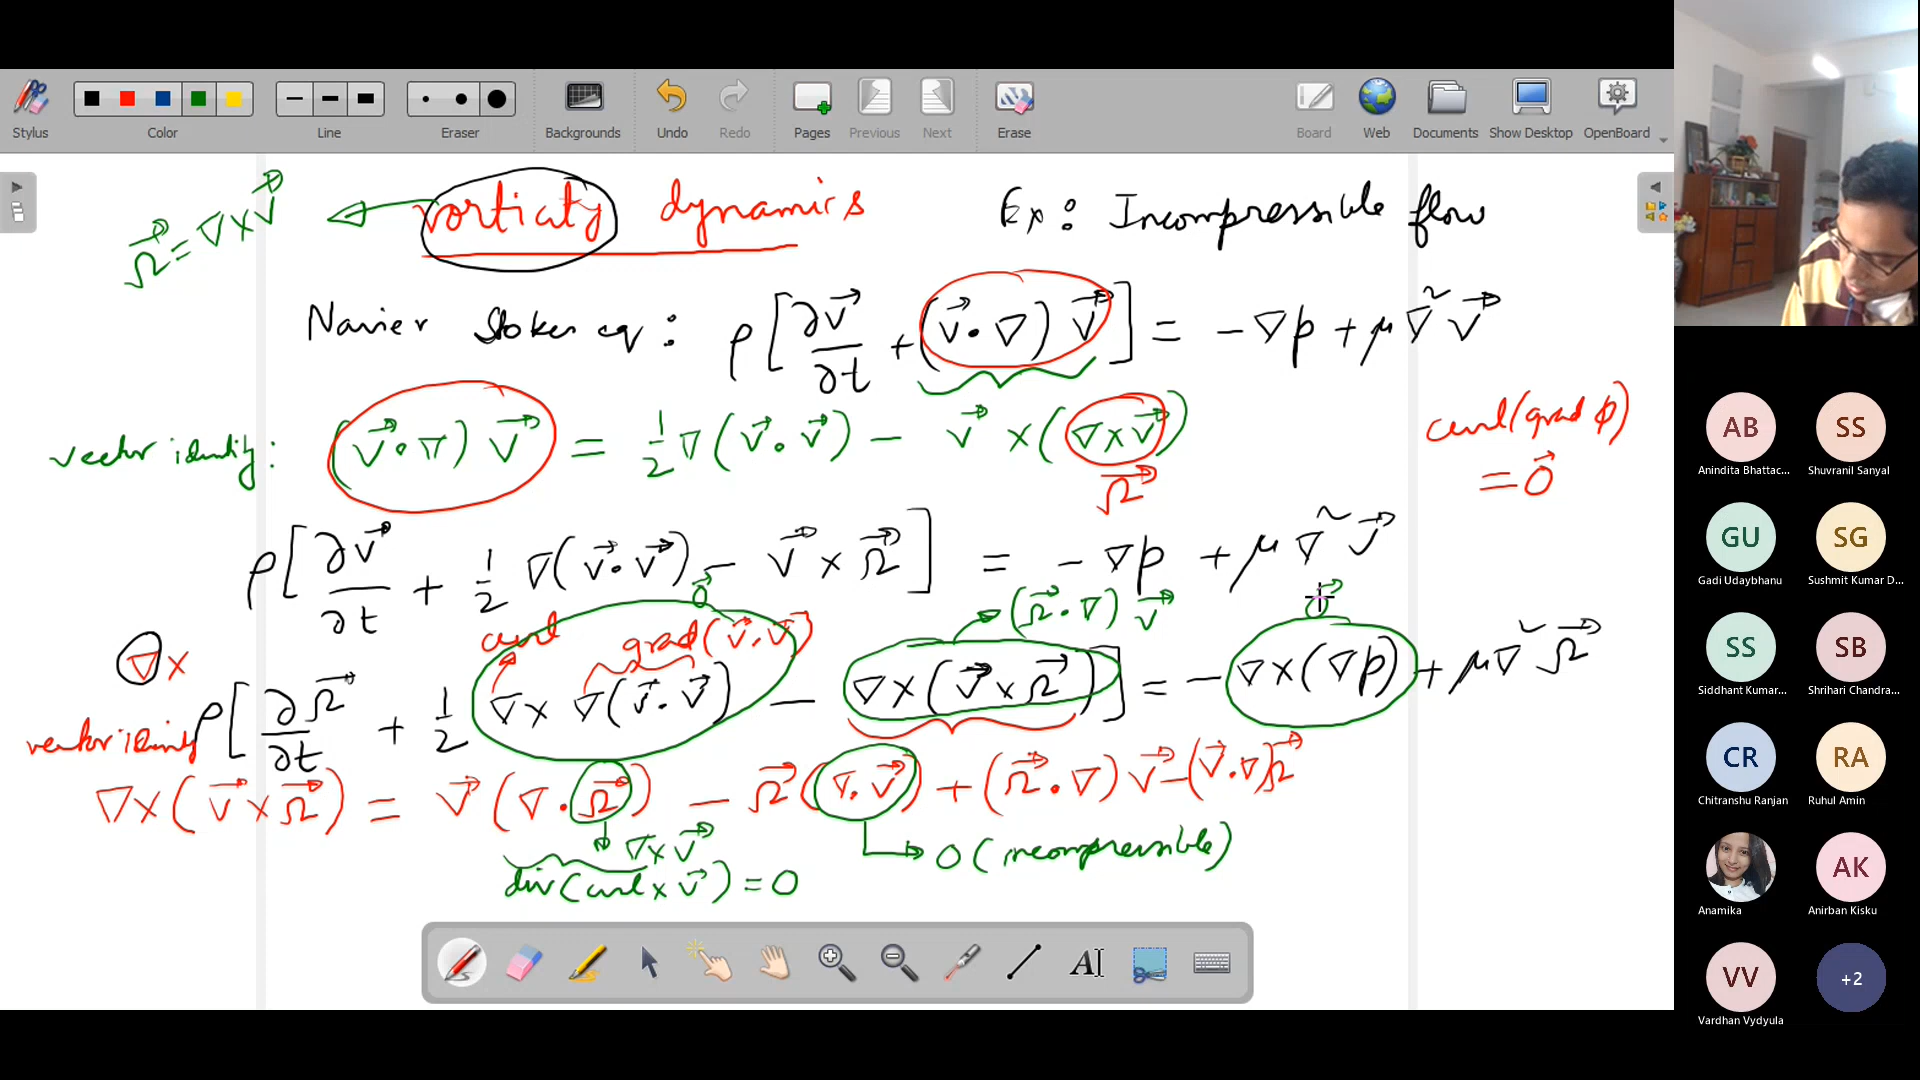 Stylus Color Line Eraser Backgrounds Undo Redo Pages Previous Next Erase Board Web Documents Show Desktop OpenBoard
Ω⃗ = ∇×V⃗
vorticity dynamics Ex: Incompressible flow
Navier Stokes eq: ρ[∂V⃗/∂t + (V⃗·∇)V⃗] = -∇p + μ∇²V⃗
vector identity: (V⃗·∇)V⃗ = 1/2 ∇(V⃗·V⃗) - V⃗×(∇×V⃗)
Ω⃗
curl(grad φ)
= 0⃗
ρ[∂V⃗/∂t + 1/2 ∇(V⃗·V⃗) - V⃗×Ω⃗] = -∇p + μ∇²V⃗
0⃗ (Ω⃗·∇)V⃗ 0⃗
curl grad(V⃗·V⃗)
∇×
ρ[∂Ω⃗/∂t + 1/2 ∇×∇(V⃗·V⃗) - ∇×(V⃗×Ω⃗)] = -∇×(∇p) + μ∇²Ω⃗
vector identity
∇×(V⃗×Ω⃗) = V⃗(∇·Ω⃗) - Ω⃗(∇·V⃗) + (Ω⃗·∇)V⃗ - (V⃗·∇)Ω⃗
∇×V⃗
div(curl×V⃗) = 0
0 (incompressible)
AB SS
Anindita Bhattac... Shuvranil Sanyal
GU SG
Gadi Udaybhanu Sushmit Kumar D...
SS SB
Siddhant Kumar... Shrihari Chandra...
CR RA
Chitranshu Ranjan Ruhul Amin
AK
Anamika Anirban Kisku
VV +2
Vardhan Vydyula